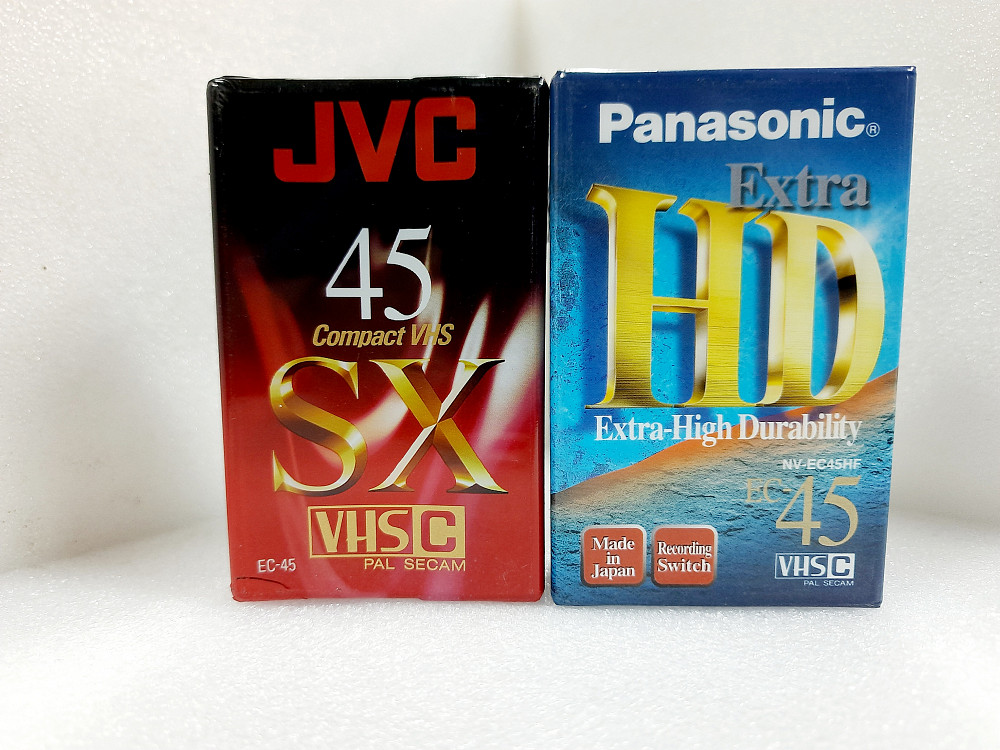 JVC
45
Compact VHS
SX
VHS C
PAL SECAM
EC-45
Panasonic®
Extra
HD
Extra-High Durability
NV-EC45HF
EC-45
Made
in
Japan
Recording
Switch
VHS C
PAL SECAM